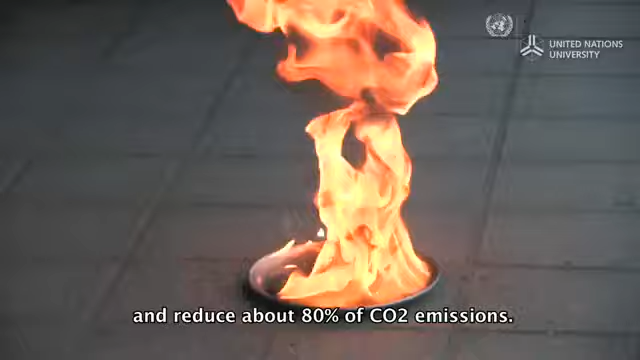 UNITED NATIONS
UNIVERSITY
and reduce about 80% of CO2 emissions.